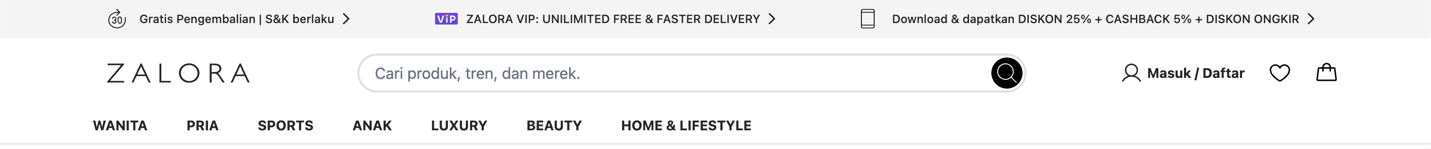 30 Gratis Pengembalian | S&K berlaku
ViP ZALORA VIP: UNLIMITED FREE & FASTER DELIVERY
Download & dapatkan DISKON 25% + CASHBACK 5% + DISKON ONGKIR
ZALORA
Cari produk, tren, dan merek.
Masuk / Daftar
WANITA PRIA SPORTS ANAK LUXURY BEAUTY HOME & LIFESTYLE